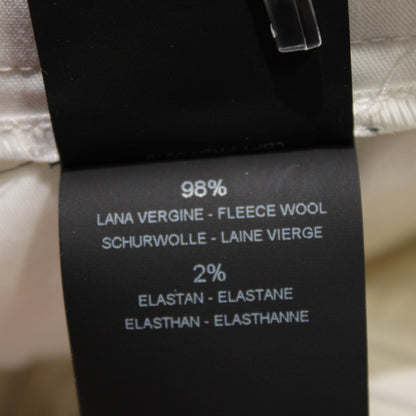 98%
LANA VERGINE - FLEECE WOOL
SCHURWOLLE - LAINE VIERGE
2%
ELASTAN - ELASTANE
ELASTHAN - ELASTHANNE